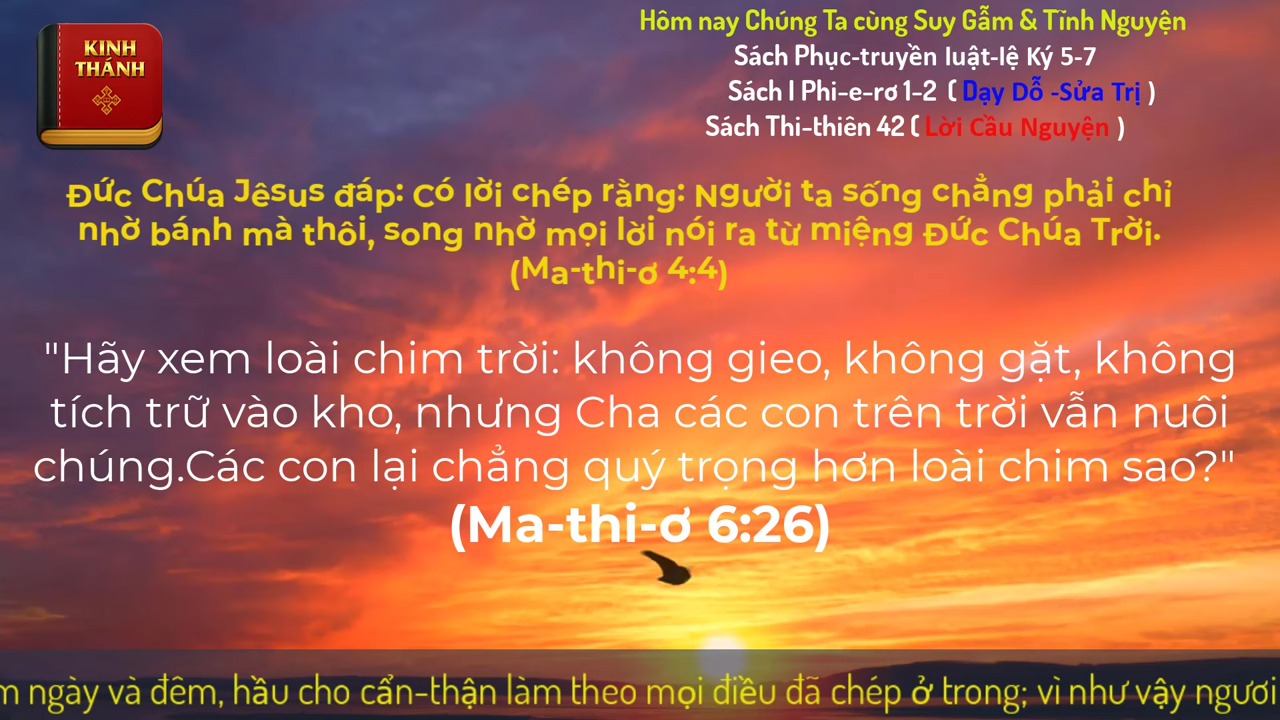 KINH
THÁNH
Hôm nay Chúng Ta cùng Suy Gẫm & Tĩnh Nguyện
Sách Phục-truyền luật-lệ Ký 5-7
Sách I Phi-e-rơ 1-2 ( Dạy Dỗ -Sửa Trị )
Sách Thi-thiên 42 ( Lời Cầu Nguyện )
Đức Chúa Jêsus đáp: Có lời chép rằng: Người ta sống chẳng phải chỉ
nhờ bánh mà thôi, song nhờ mọi lời nói ra từ miệng Đức Chúa Trời.
(Ma-thi-ơ 4:4)
"Hãy xem loài chim trời: không gieo, không gặt, không
tích trữ vào kho, nhưng Cha các con trên trời vẫn nuôi
chúng.Các con lại chẳng quý trọng hơn loài chim sao?"
(Ma-thi-ơ 6:26)
m ngày và đêm, hầu cho cẩn-thận làm theo mọi điều đã chép ở trong; vì như vậy ngươi